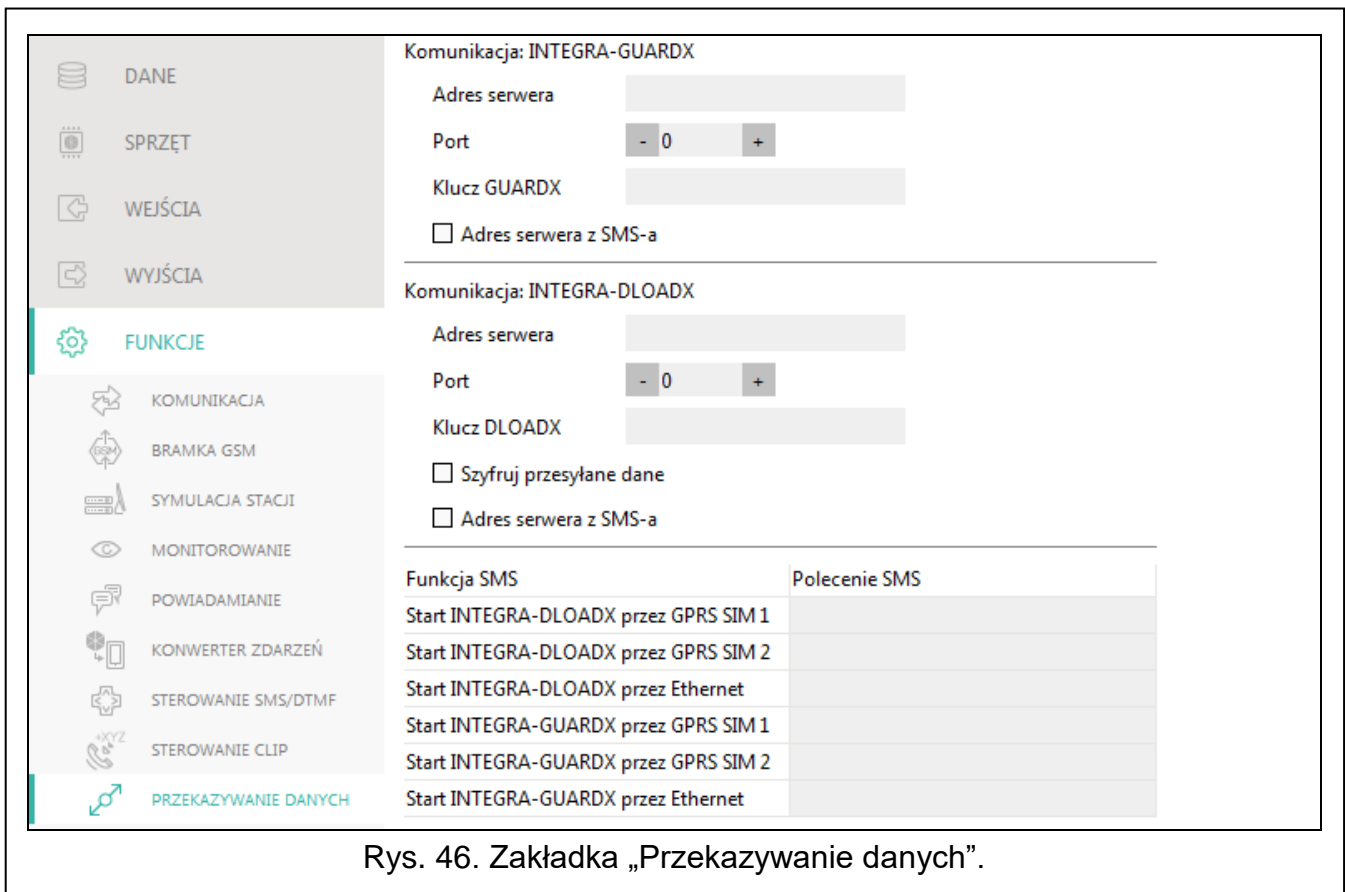 DANE
SPRZĘT
WEJŚCIA
WYJŚCIA
FUNKCJE
KOMUNIKACJA
GSM
BRAMKA GSM
SYMULACJA STACJI
MONITOROWANIE
POWIADAMIANIE
KONWERTER ZDARZEŃ
STEROWANIE SMS/DTMF
+XYZ
STEROWANIE CLIP
PRZEKAZYWANIE DANYCH
Komunikacja: INTEGRA-GUARDX
Adres serwera
Port - 0 +
Klucz GUARDX
Adres serwera z SMS-a
Komunikacja: INTEGRA-DLOADX
Adres serwera
Port - 0 +
Klucz DLOADX
Szyfruj przesyłane dane
Adres serwera z SMS-a
Funkcja SMS Polecenie SMS
Start INTEGRA-DLOADX przez GPRS SIM 1
Start INTEGRA-DLOADX przez GPRS SIM 2
Start INTEGRA-DLOADX przez Ethernet
Start INTEGRA-GUARDX przez GPRS SIM 1
Start INTEGRA-GUARDX przez GPRS SIM 2
Start INTEGRA-GUARDX przez Ethernet
Rys. 46. Zakładka „Przekazywanie danych”.